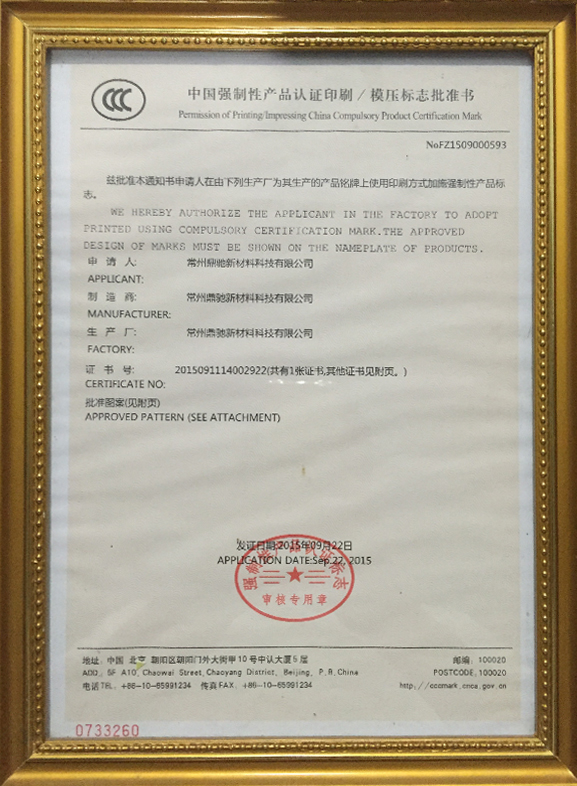 中国强制性产品认证印刷／模压标志批准书
Permission of Printing/Impressing China Compulsory Product Certification Mark
NoFZ1509000593
兹批准本通知书申请人在由下列生产厂为其生产的产品铭牌上使用印刷方式加施强制性产品标
志。
WE HEREBY AUTHORIZE THE APPLICANT IN THE FACTORY TO ADOPT
PRINTED USING COMPULSORY CERTIFICATION MARK.THE APPROVED
DESIGN OF MARKS MUST BE SHOWN ON THE NAMEPLATE OF PRODUCTS.
申 请 人: 常州鼎驰新材料科技有限公司
APPLICANT:
制 造 商: 常州鼎驰新材料科技有限公司
MANUFACTURER:
生 产 厂: 常州鼎驰新材料科技有限公司
FACTORY:
证 书 号: 2015091114002922(共有1张证书,其他证书见附页。)
CERTIFICATE NO:
批准图案(见附页)
APPROVED PATTERN (SEE ATTACHMENT)
发证日期:2015年09月22日
APPLICATION DATE:Sep.22, 2015
强制性产品认证标志
审核专用章
地址: 中国 北京 朝阳区朝阳门外大街甲10号中认大厦5层 邮编: 100020
ADD.: 5F A10, Chaowai Street, Chaoyang District, Beijing, P.R.China POSTCODE:100020
电话TEL: +86-10-65991234 传真FAX: +86-10-65991234 http://cccmark.cnca.gov.cn
0733260